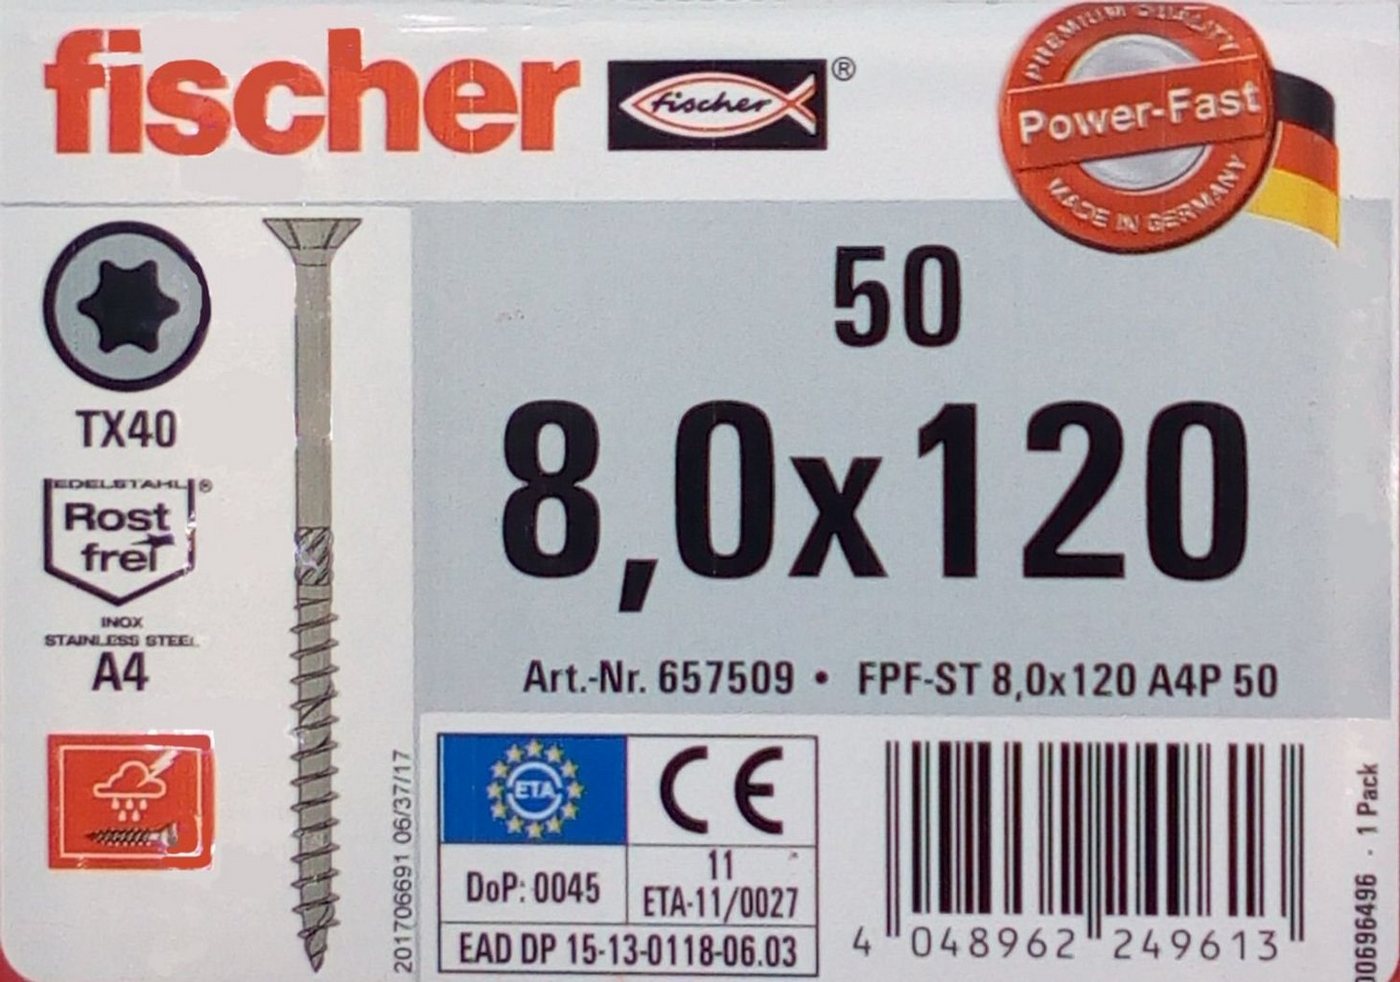 fischer
fischer ®
PREMIUM QUALITY
Power-Fast
MADE IN GERMANY
TX40
EDELSTAHL ®
Rost
frei
INOX
STAINLESS STEEL
A4
50
8,0x120
Art.-Nr. 657509 • FPF-ST 8,0x120 A4P 50
201706691 06/37/17
ETA
CE
DoP: 0045
11
ETA-11/0027
EAD DP 15-13-0118-06.03
4 048962 249613
00696496 · 1 Pack